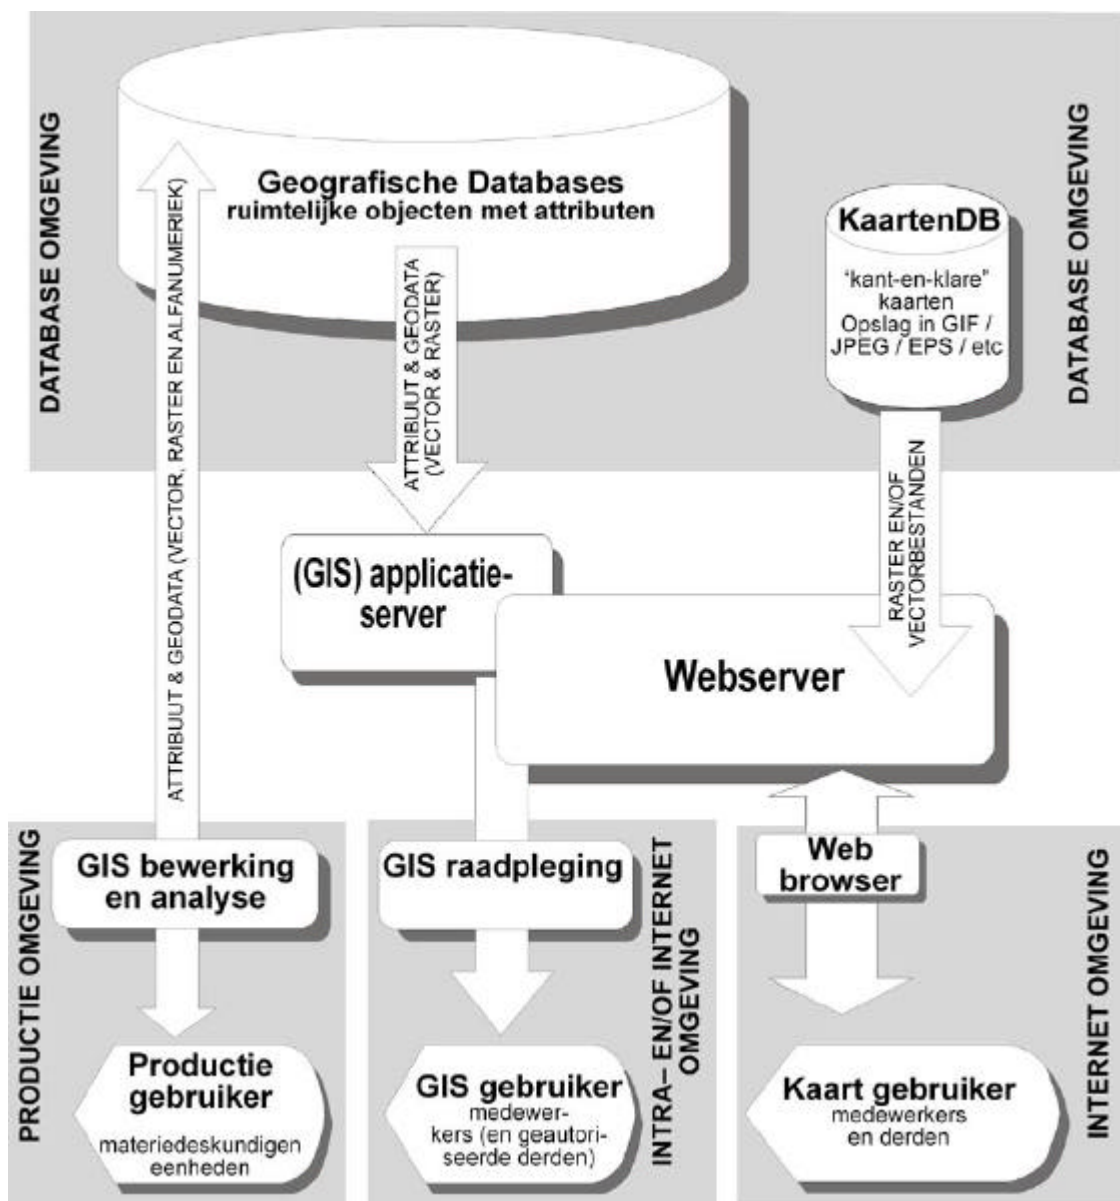 DATABASE OMGEVING
Geografische Databases
ruimtelijke objecten met attributen
KaartenDB
“kant-en-klare”
kaarten
Opslag in GIF /
JPEG / EPS / etc
DATABASE OMGEVING
ATTRIBUUT & GEODATA (VECTOR, RASTER EN ALFANUMERIEK)
ATTRIBUUT & GEODATA
(VECTOR & RASTER)
RASTER EN/OF
VECTORBESTANDEN
(GIS) applicatie-
server
Webserver
PRODUCTIE OMGEVING
GIS bewerking
en analyse
Productie
gebruiker
materiedeskundigen
eenheden
GIS raadpleging
GIS gebruiker
medewer-
kers (en geautori-
seerde derden)
INTRA– EN/OF INTERNET
OMGEVING
Web
browser
Kaart gebruiker
medewerkers
en derden
INTERNET OMGEVING